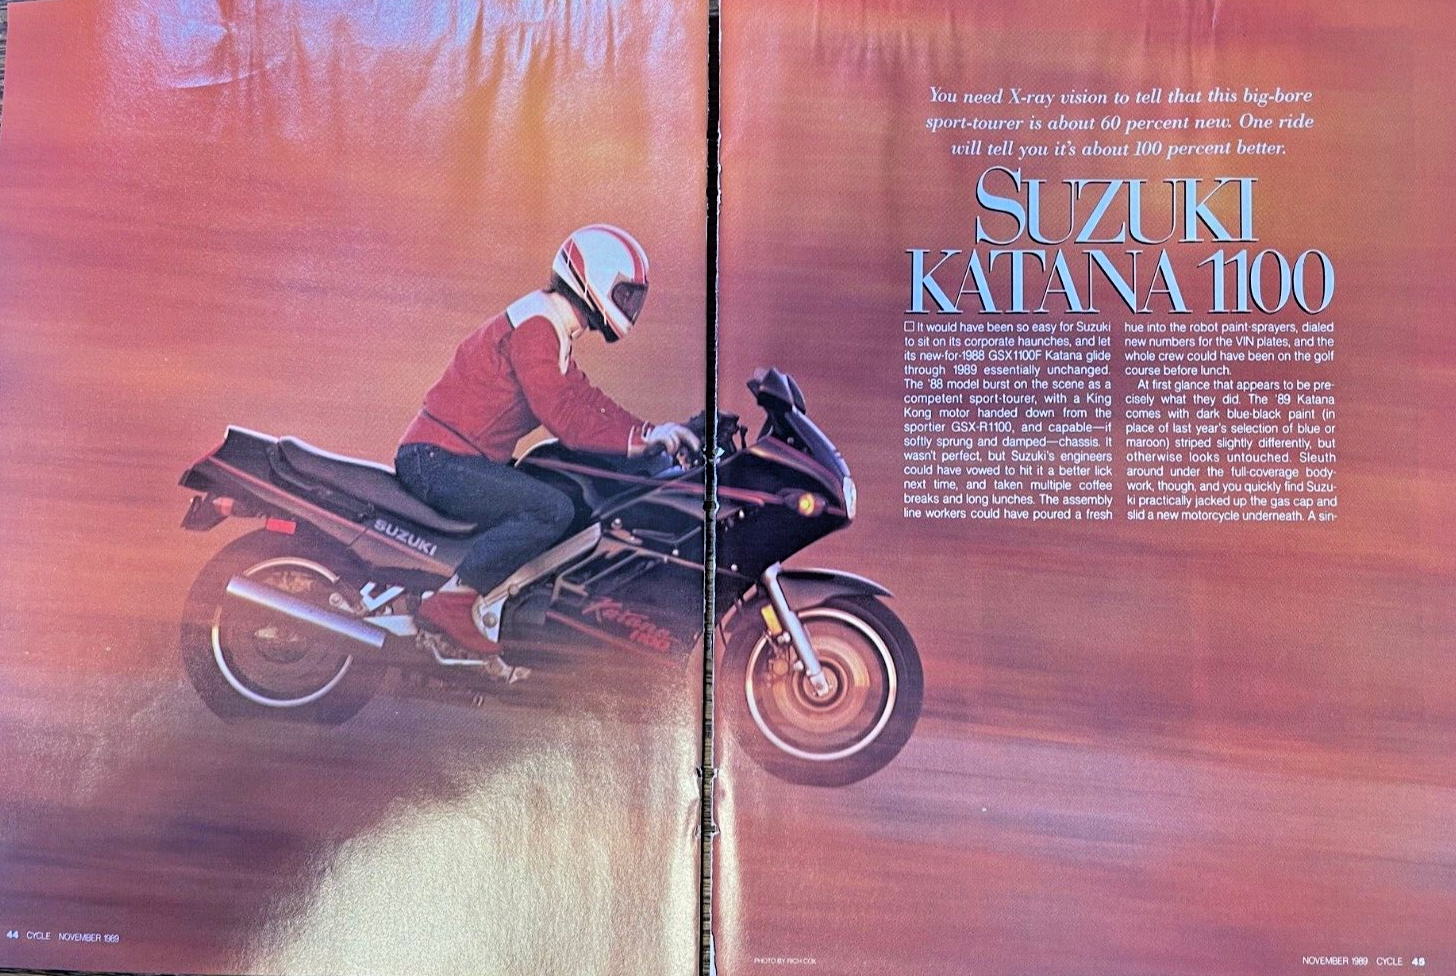 You need X-ray vision to tell that this big-bore
sport-tourer is about 60 percent new. One ride
will tell you it's about 100 percent better.
SUZUKI
KATANA 1100
□ It would have been so easy for Suzuki
to sit on its corporate haunches, and let
its new-for-1988 GSX1100F Katana glide
through 1989 essentially unchanged.
The '88 model burst on the scene as a
competent sport-tourer, with a King
Kong motor handed down from the
sportier GSX-R1100, and capable—if
softly sprung and damped—chassis. It
wasn't perfect, but Suzuki's engineers
could have vowed to hit it a better lick
next time, and taken multiple coffee
breaks and long lunches. The assembly
line workers could have poured a fresh
hue into the robot paint-sprayers, dialed
new numbers for the VIN plates, and the
whole crew could have been on the golf
course before lunch.
At first glance that appears to be pre-
cisely what they did. The '89 Katana
comes with dark blue-black paint (in
place of last year's selection of blue or
maroon) striped slightly differently, but
otherwise looks untouched. Sleuth
around under the full-coverage body-
work, though, and you quickly find Suzu-
ki practically jacked up the gas cap and
slid a new motorcycle underneath. A sin-
SUZUKI
Katana
1100
44 CYCLE NOVEMBER 1989
PHOTO BY RICH COX
NOVEMBER 1989 CYCLE 45